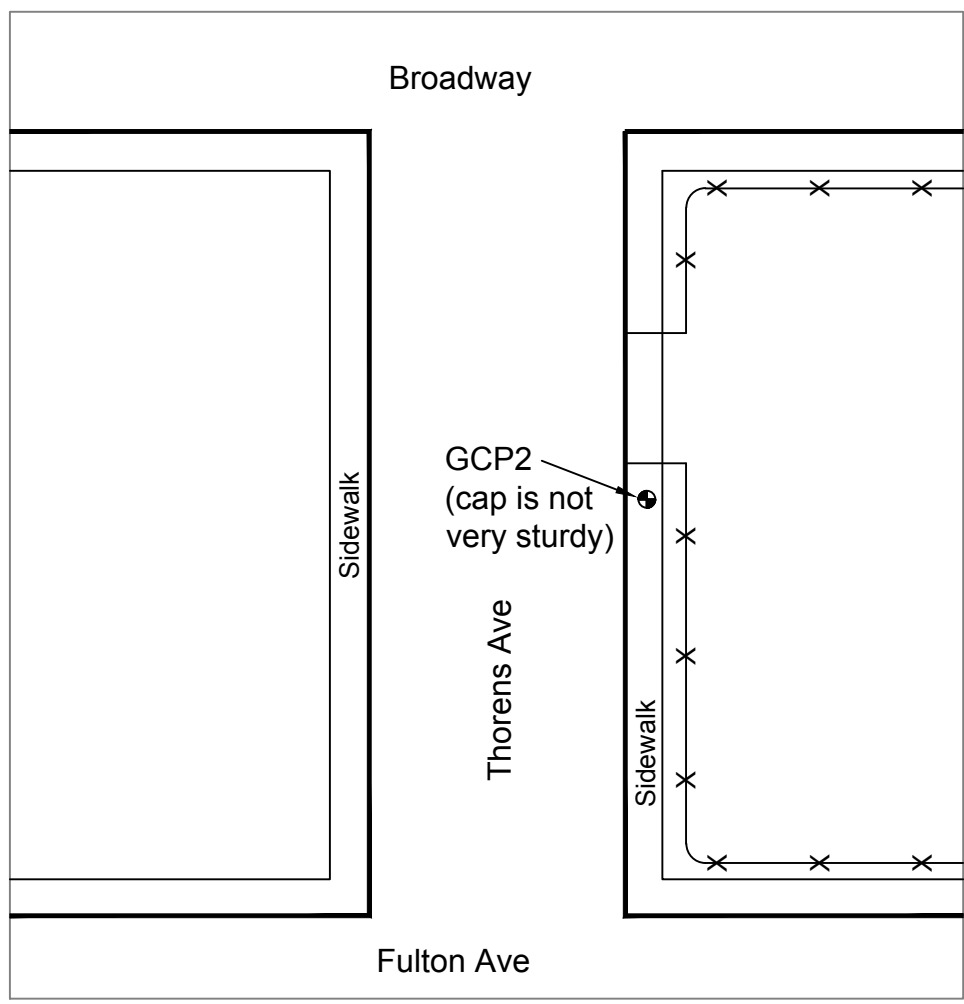 Broadway
GCP2
(cap is not
very sturdy)
Sidewalk
Thorens Ave
Sidewalk
Fulton Ave